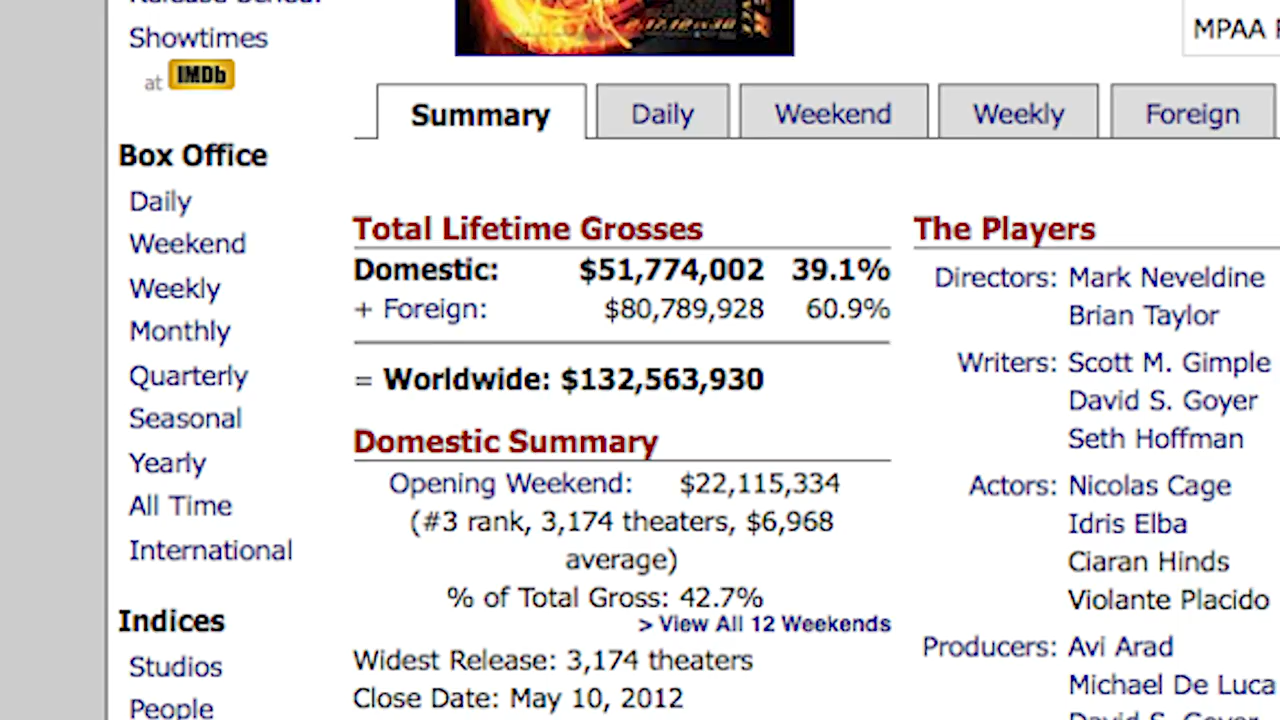 Showtimes
at IMDb
MPAA
Summary
Daily
Weekend
Weekly
Foreign
Box Office
Daily
Weekend
Weekly
Monthly
Quarterly
Seasonal
Yearly
All Time
International
Indices
Studios
People
Total Lifetime Grosses
Domestic: $51,774,002 39.1%
+ Foreign: $80,789,928 60.9%
= Worldwide: $132,563,930
Domestic Summary
Opening Weekend: $22,115,334
(#3 rank, 3,174 theaters, $6,968
average)
% of Total Gross: 42.7%
> View All 12 Weekends
Widest Release: 3,174 theaters
Close Date: May 10, 2012
The Players
Directors: Mark Neveldine
Brian Taylor
Writers: Scott M. Gimple
David S. Goyer
Seth Hoffman
Actors: Nicolas Cage
Idris Elba
Ciaran Hinds
Violante Placido
Producers: Avi Arad
Michael De Luca
David S. Goyer